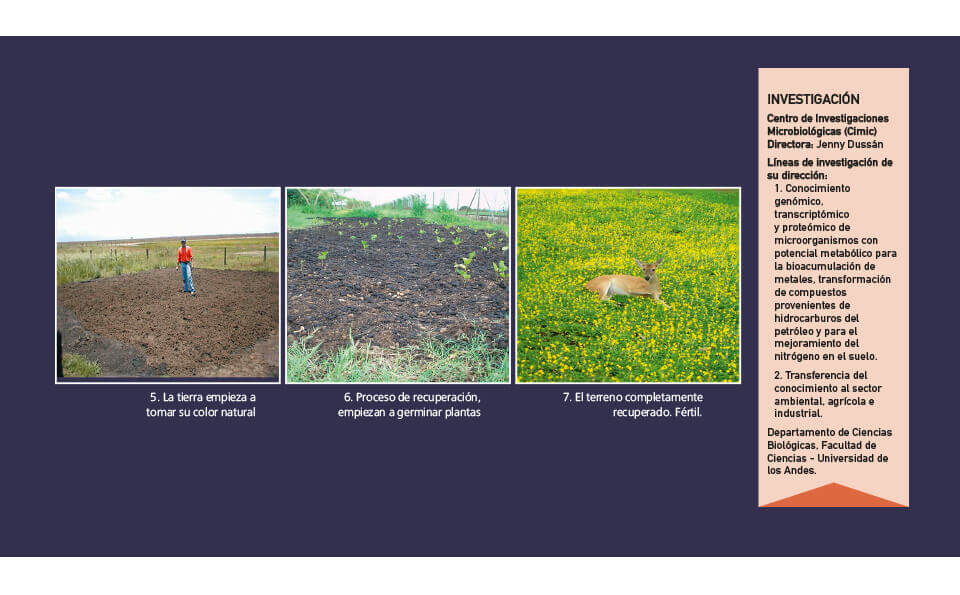 5. La tierra empieza a
tomar su color natural
6. Proceso de recuperación,
empiezan a germinar plantas
7. El terreno completamente
recuperado. Fértil.
INVESTIGACIÓN
Centro de Investigaciones
Microbiológicas (Cimic)
Directora: Jenny Dussán
Líneas de investigación de
su dirección:
1. Conocimiento
genómico,
transcriptómico
y proteómico de
microorganismos con
potencial metabólico para
la bioacumulación de
metales, transformación
de compuestos
provenientes de
hidrocarburos del
petróleo y para el
mejoramiento del
nitrógeno en el suelo.
2. Transferencia del
conocimiento al sector
ambiental, agrícola e
industrial.
Departamento de Ciencias
Biológicas, Facultad de
Ciencias - Universidad de
los Andes.